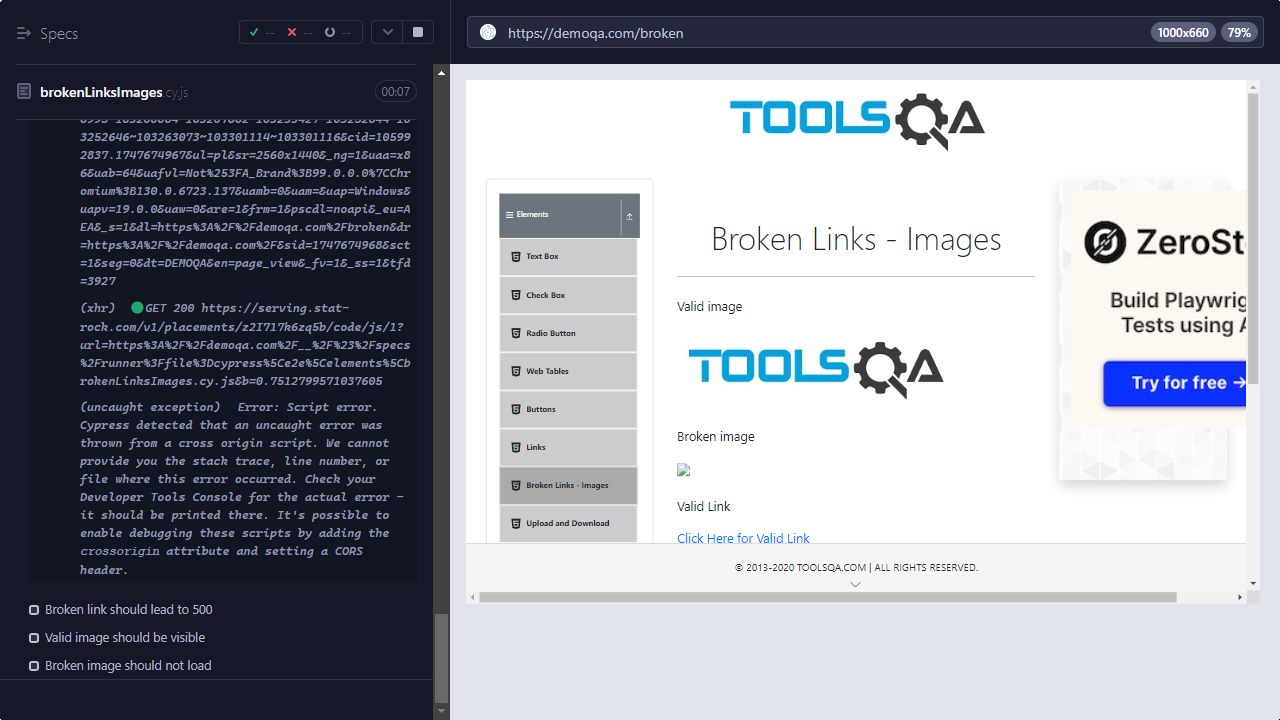 Specs
--
--
--
brokenLinksImages.cy.js
00:07
103252646~103263073~103301114~103301116&cid=10599
2837.1747674967&ul=pl&sr=2560x1440&_ng=1&uaa=x8
6&uab=64&uafvl=Not%253FA_Brand%3B99.0.0.0%7CChr
omium%3B130.0.6723.137&uamb=0&uam=&uap=Windows&
uapv=19.0.0&uaw=0&are=1&frm=1&pscdl=noapi&_eu=A
EA&_s=1&dl=https%3A%2F%2Fdemoqa.com%2Fbroken&dr
=https%3A%2F%2Fdemoqa.com%2F&sid=1747674968&sct
=1&seg=0&dt=DEMOQA&en=page_view&_fv=1&_ss=1&tfd
=3927
(xhr) GET 200 https://serving.stat-
rock.com/v1/placements/z2I717k6zq5b/code/js/1?
url=https%3A%2F%2Fdemoqa.com%2F__%2F%23%2Fspecs
%2Frunner%3Ffile%3Dcypress%5Ce2e%5Celements%5Cb
rokenLinksImages.cy.js&b=0.7512799571037605
(uncaught exception) Error: Script error.
Cypress detected that an uncaught error was
thrown from a cross origin script. We cannot
provide you the stack trace, line number, or
file where this error occurred. Check your
Developer Tools Console for the actual error -
it should be printed there. It's possible to
enable debugging these scripts by adding the
crossorigin attribute and setting a CORS
header.
Broken link should lead to 500
Valid image should be visible
Broken image should not load
https://demoqa.com/broken
1000x660
79%
TOOLSQA
Elements
Text Box
Check Box
Radio Button
Web Tables
Buttons
Links
Broken Links - Images
Upload and Download
Broken Links - Images
Valid image
TOOLSQA
Broken image
Valid Link
Click Here for Valid Link
ZeroSt
Build Playwrig
Tests using A
Try for free →
© 2013-2020 TOOLSQA.COM | ALL RIGHTS RESERVED.